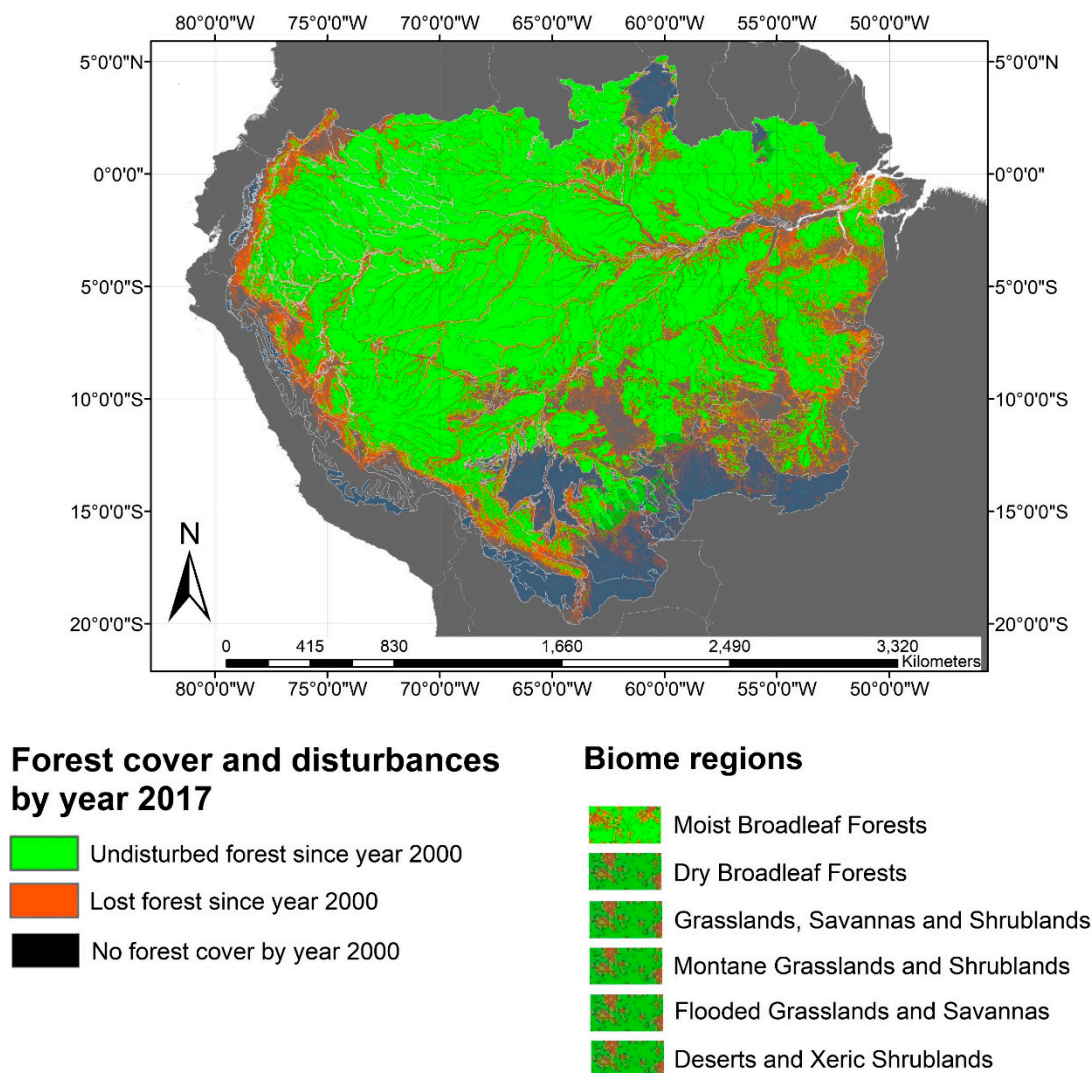 80°0'0"W 75°0'0"W 70°0'0"W 65°0'0"W 60°0'0"W 55°0'0"W 50°0'0"W
5°0'0"N 5°0'0"N
0°0'0" 0°0'0"
5°0'0"S 5°0'0"S
10°0'0"S 10°0'0"S
15°0'0"S 15°0'0"S
N
20°0'0"S 20°0'0"S
0 415 830 1,660 2,490 3,320
Kilometers
80°0'0"W 75°0'0"W 70°0'0"W 65°0'0"W 60°0'0"W 55°0'0"W 50°0'0"W
Forest cover and disturbances
by year 2017
Undisturbed forest since year 2000
Lost forest since year 2000
No forest cover by year 2000
Biome regions
Moist Broadleaf Forests
Dry Broadleaf Forests
Grasslands, Savannas and Shrublands
Montane Grasslands and Shrublands
Flooded Grasslands and Savannas
Deserts and Xeric Shrublands